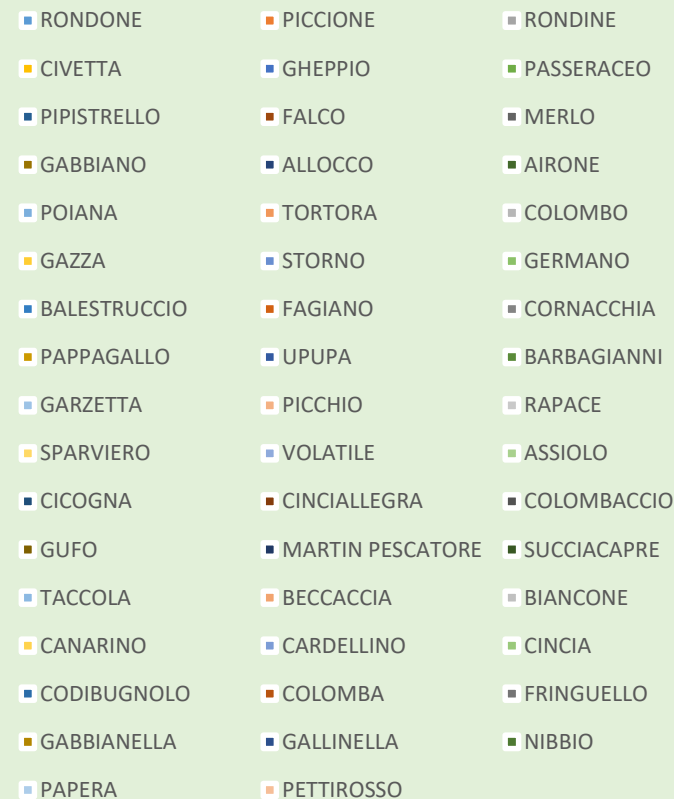 RONDONE PICCIONE RONDINE
CIVETTA GHEPPIO PASSERACEO
PIPISTRELLO FALCO MERLO
GABBIANO ALLOCCO AIRONE
POIANA TORTORA COLOMBO
GAZZA STORNO GERMANO
BALESTRUCCIO FAGIANO CORNACCHIA
PAPPAGALLO UPUPA BARBAGIANNI
GARZETTA PICCHIO RAPACE
SPARVIERO VOLATILE ASSIOLO
CICOGNA CINCIALLEGRA COLOMBACCIO
GUFO MARTIN PESCATORE SUCCIACAPRE
TACCOLA BECCACCIA BIANCONE
CANARINO CARDELLINO CINCIA
CODIBUGNOLO COLOMBA FRINGUELLO
GABBIANELLA GALLINELLA NIBBIO
PAPERA PETTIROSSO